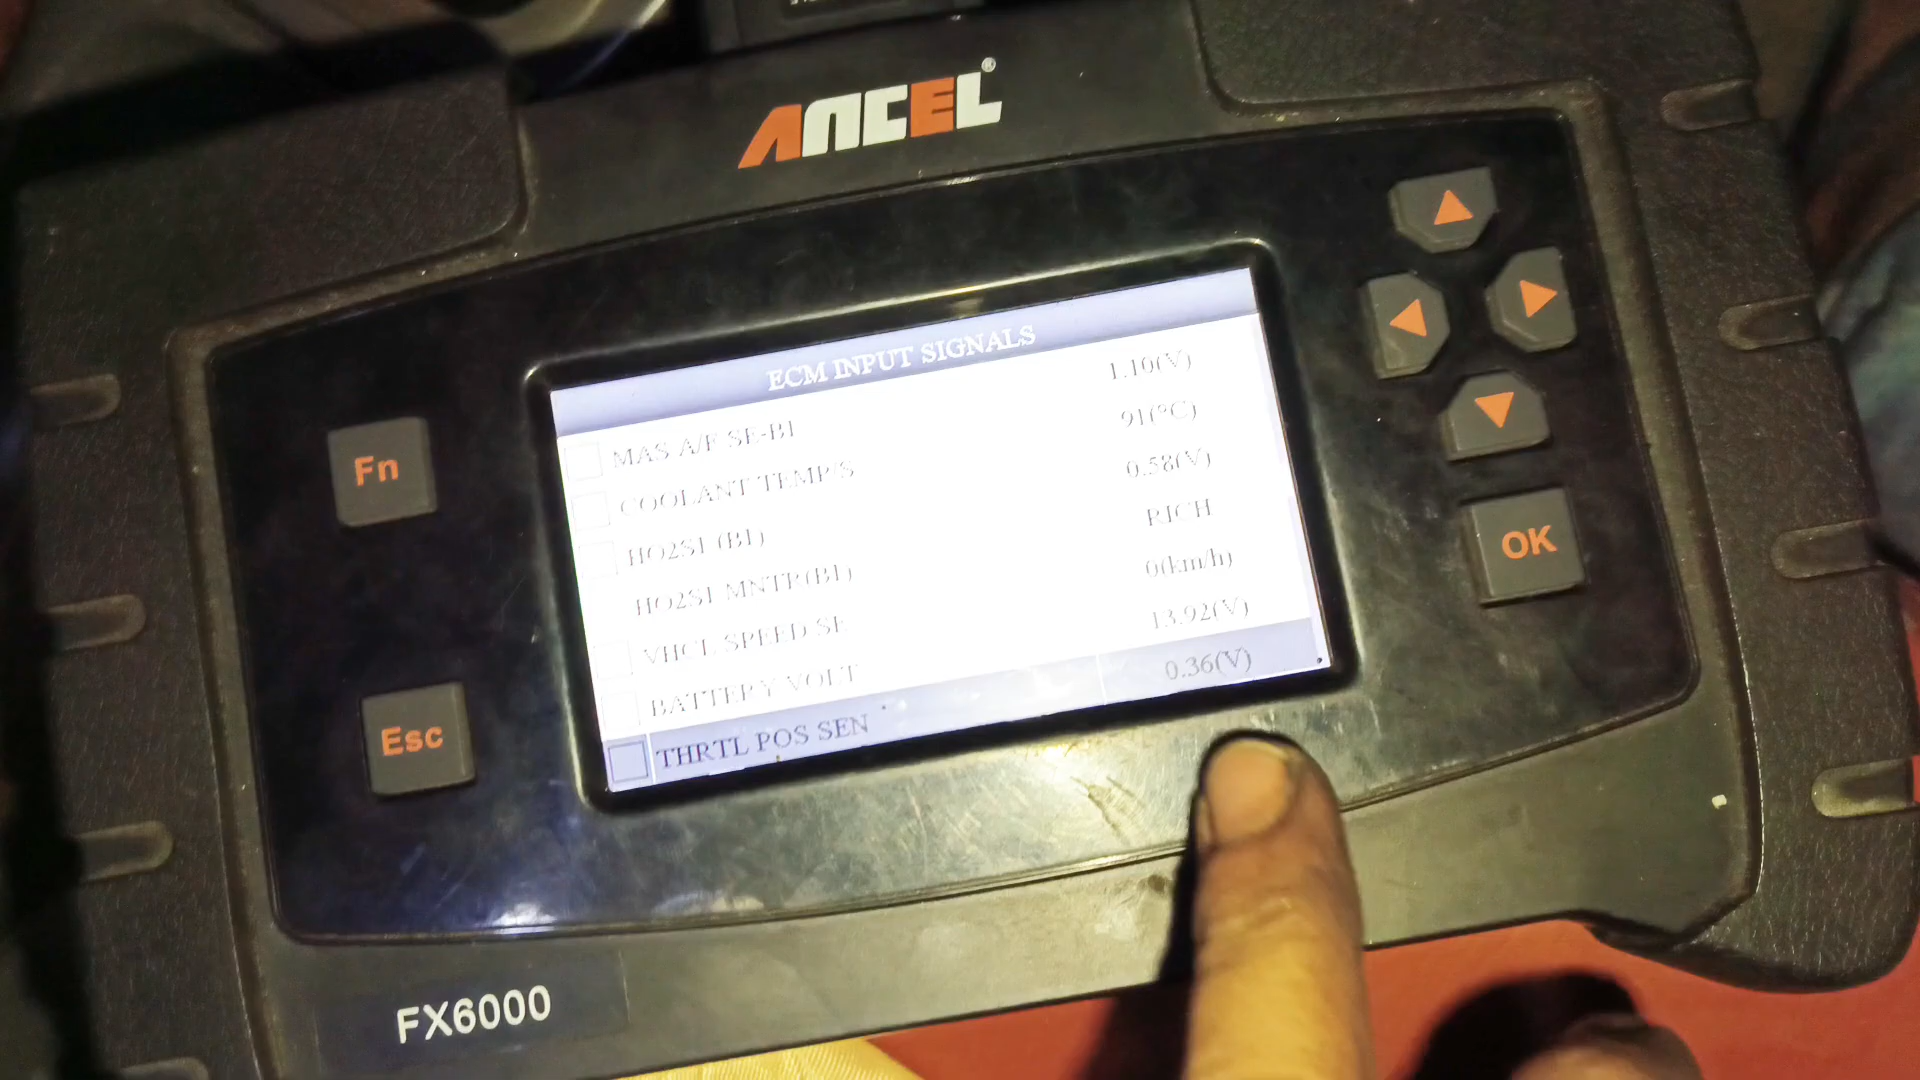 ANCEL®
ECM INPUT SIGNALS
MAS A/F SE-B1 1.10(V)
COOLANT TEMP/S 91(°C)
HO2S1 (B1) 0.58(V)
HO2S1 MNTR(B1) RICH
VHCL SPEED SE 0(km/h)
BATTERY VOLT 13.92(V)
THRTL POS SEN 0.36(V)
Fn
Esc
OK
FX6000